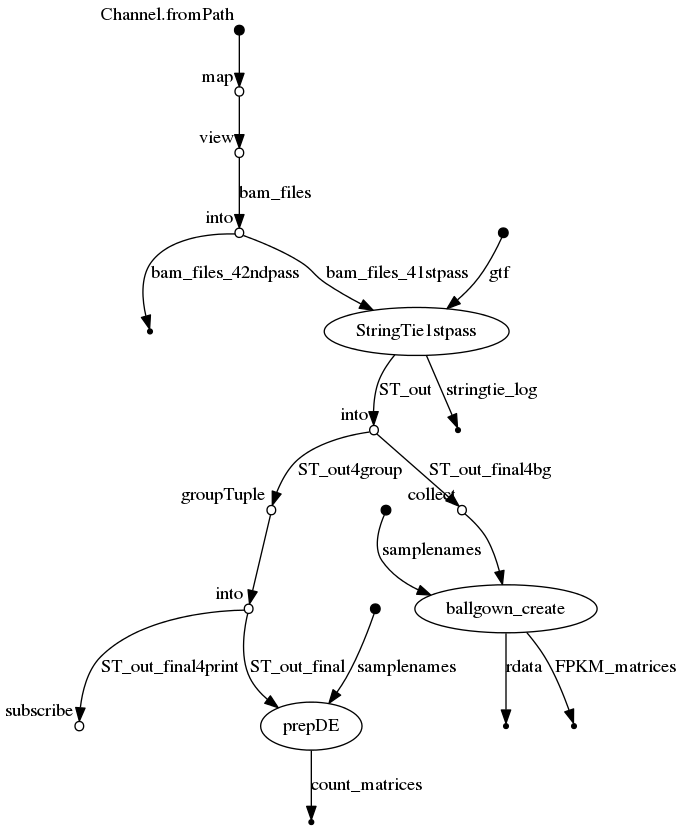 Channel.fromPath
map
view
bam_files
into
bam_files_42ndpass
bam_files_41stpass
gtf
StringTie1stpass
ST_out
stringtie_log
into
ST_out4group
ST_out_final4bg
groupTuple
collect
samplenames
into
ballgown_create
ST_out_final4print
ST_out_final
samplenames
rdata
FPKM_matrices
subscribe
prepDE
count_matrices